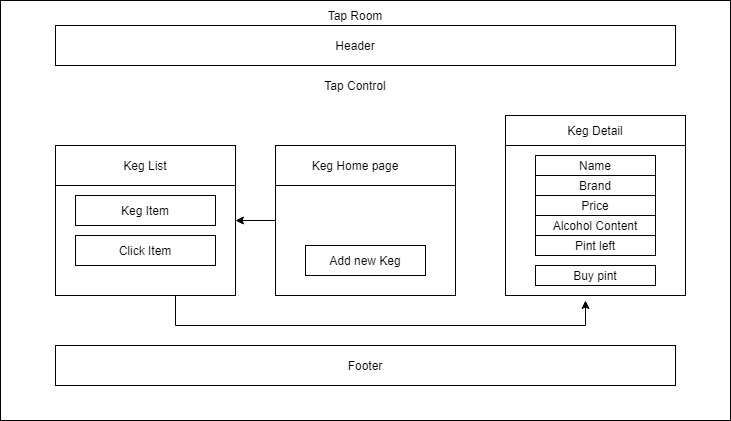 Tap Room
Header
Tap Control
Keg List
Keg Item
Click Item
Keg Home page
Add new Keg
Keg Detail
Name
Brand
Price
Alcohol Content
Pint left
Buy pint
Footer